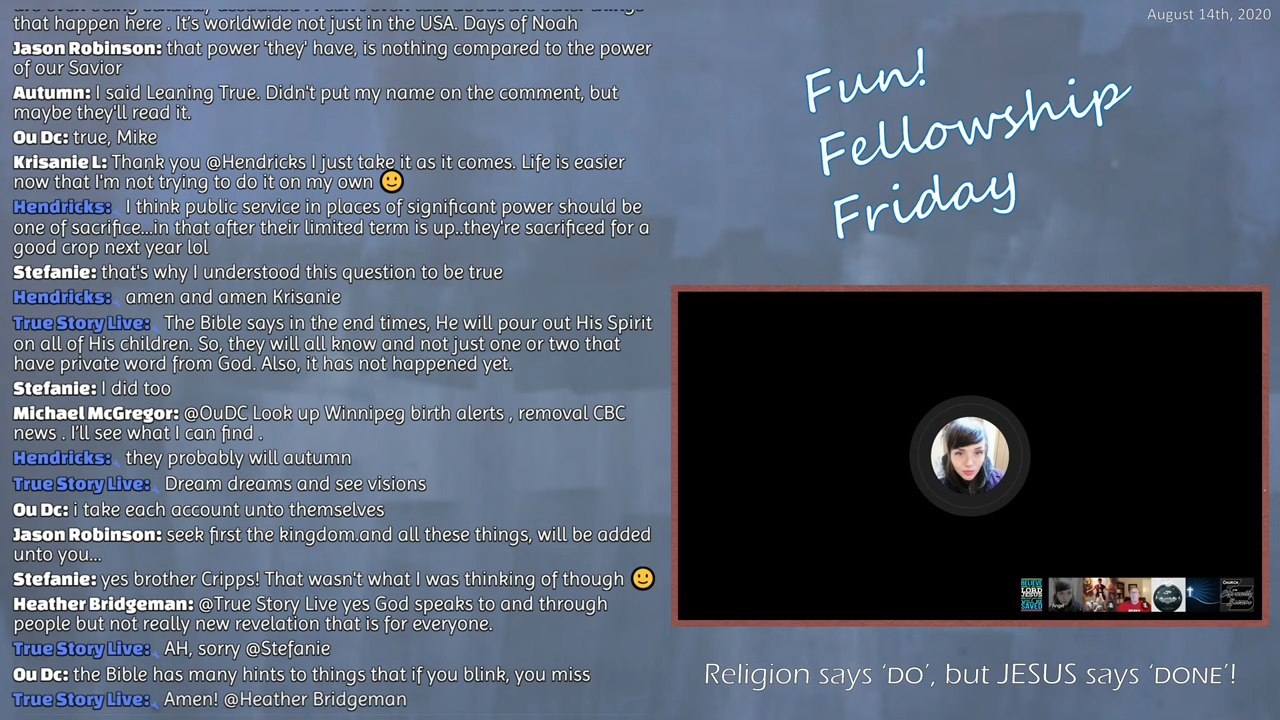 that happen here . It's worldwide not just in the USA. Days of Noah
Jason Robinson: that power 'they' have, is nothing compared to the power
of our Savior
Autumn: I said Leaning True. Didn't put my name on the comment, but
maybe they'll read it.
Ou Dc: true, Mike
Krisanie L: Thank you @Hendricks I just take it as it comes. Life is easier
now that I'm not trying to do it on my own 🙂
Hendricks: I think public service in places of significant power should be
one of sacrifice...in that after their limited term is up..they're sacrificed for a
good crop next year lol
Stefanie: that's why I understood this question to be true
Hendricks: amen and amen Krisanie
True Story Live: The Bible says in the end times, He will pour out His Spirit
on all of His children. So, they will all know and not just one or two that
have private word from God. Also, it has not happened yet.
Stefanie: I did too
Michael McGregor: @OuDC Look up Winnipeg birth alerts , removal CBC
news . I'll see what I can find .
Hendricks: they probably will autumn
True Story Live: Dream dreams and see visions
Ou Dc: i take each account unto themselves
Jason Robinson: seek first the kingdom.and all these things, will be added
unto you...
Stefanie: yes brother Cripps! That wasn't what I was thinking of though 🙂
Heather Bridgeman: @True Story Live yes God speaks to and through
people but not really new revelation that is for everyone.
True Story Live: AH, sorry @Stefanie
Ou Dc: the Bible has many hints to things that if you blink, you miss
True Story Live: Amen! @Heather Bridgeman
August 14th, 2020
Fun!
Fellowship
Friday
BELIEVE
LORD
JESUS
SAVED
Angel
CHURCH
Religion says 'DO', but JESUS says 'DONE'!